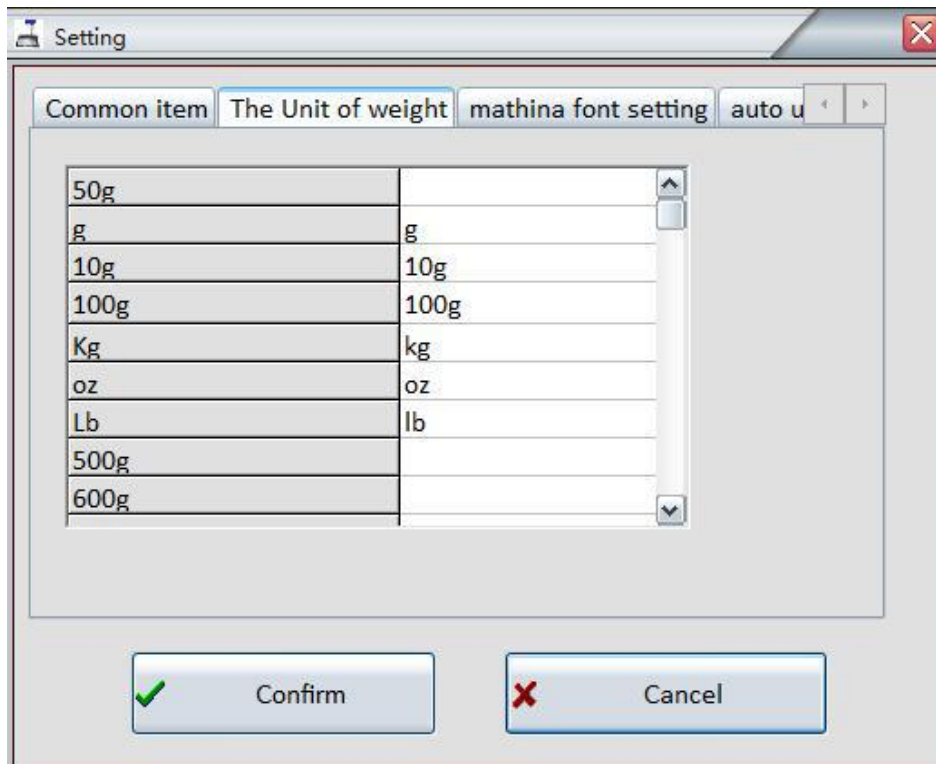 Setting
Common item The Unit of weight mathina font setting auto u
50g
g g
10g 10g
100g 100g
Kg kg
oz oz
Lb lb
500g
600g
Confirm Cancel